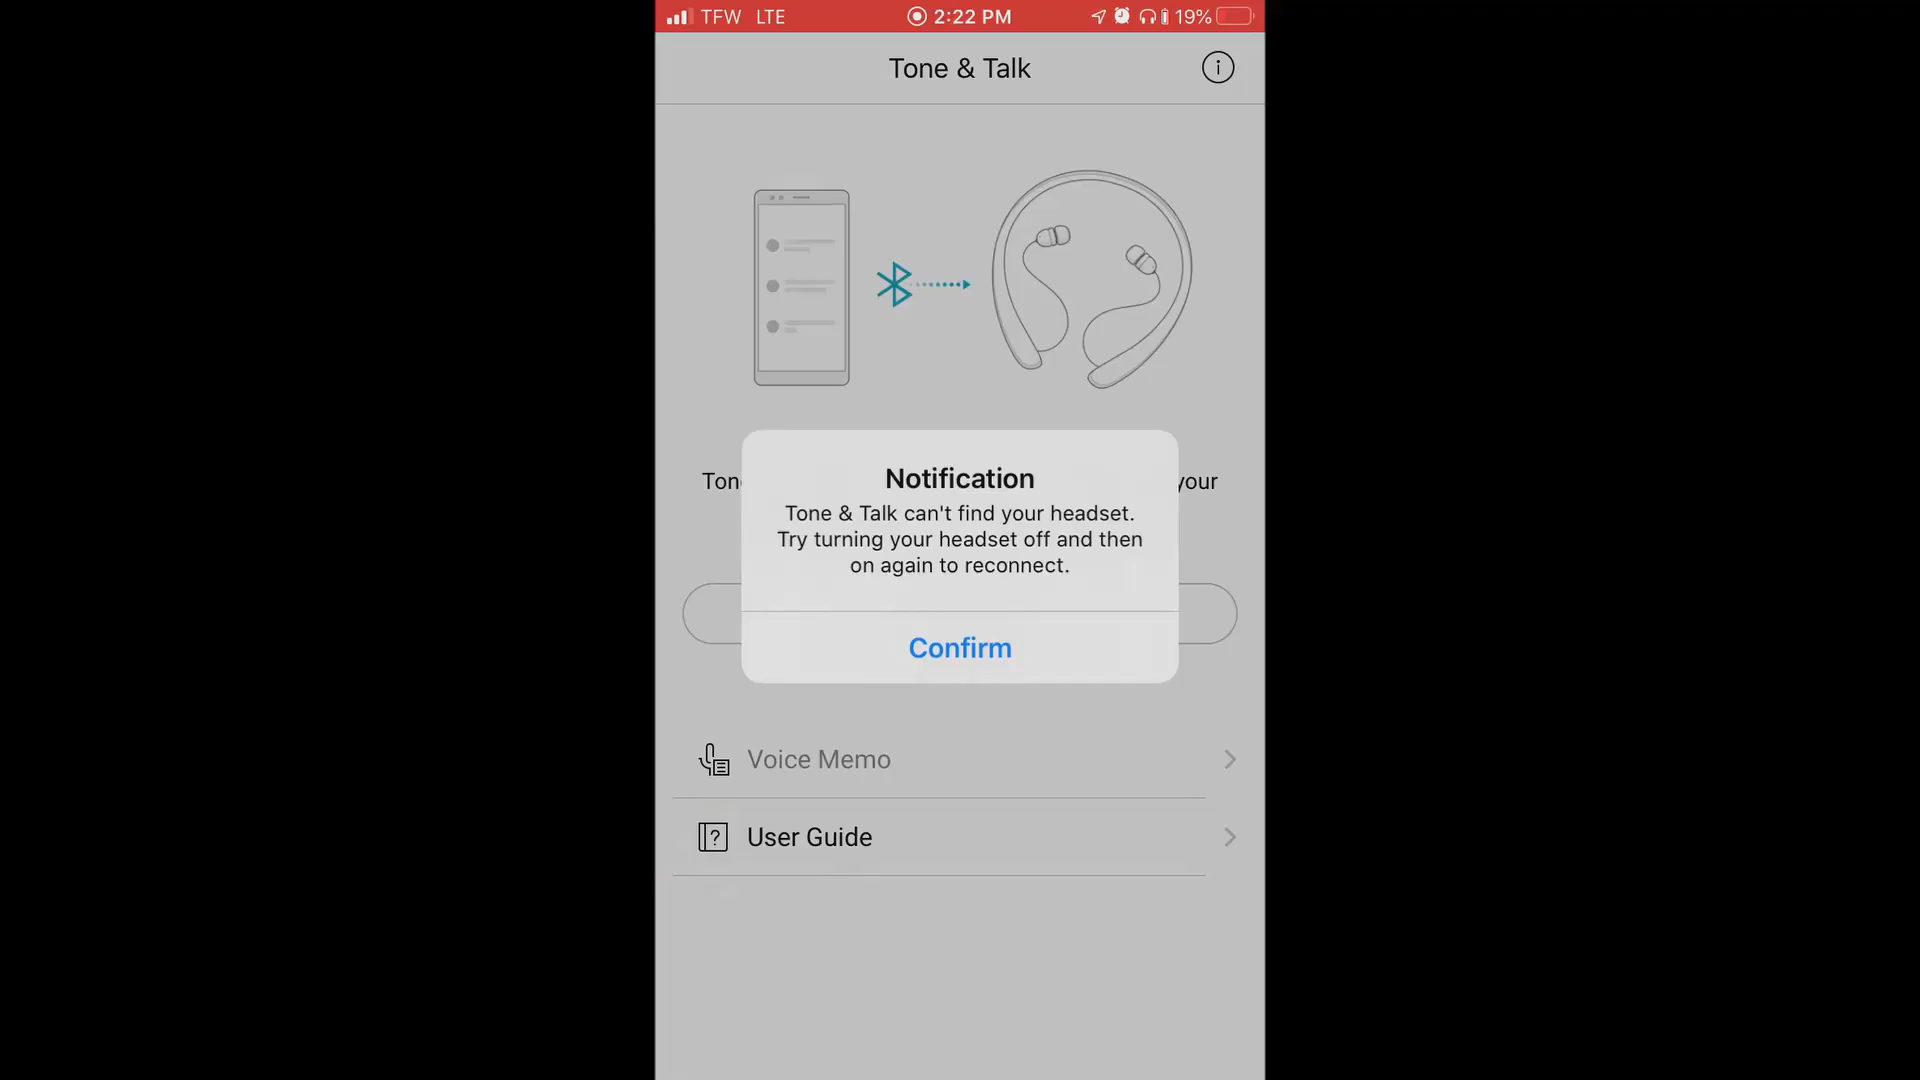 TFW LTE 2:22 PM 19%
Tone & Talk
Notification
Tone & Talk can't find your headset.
Try turning your headset off and then
on again to reconnect.
your
Confirm
Voice Memo
User Guide